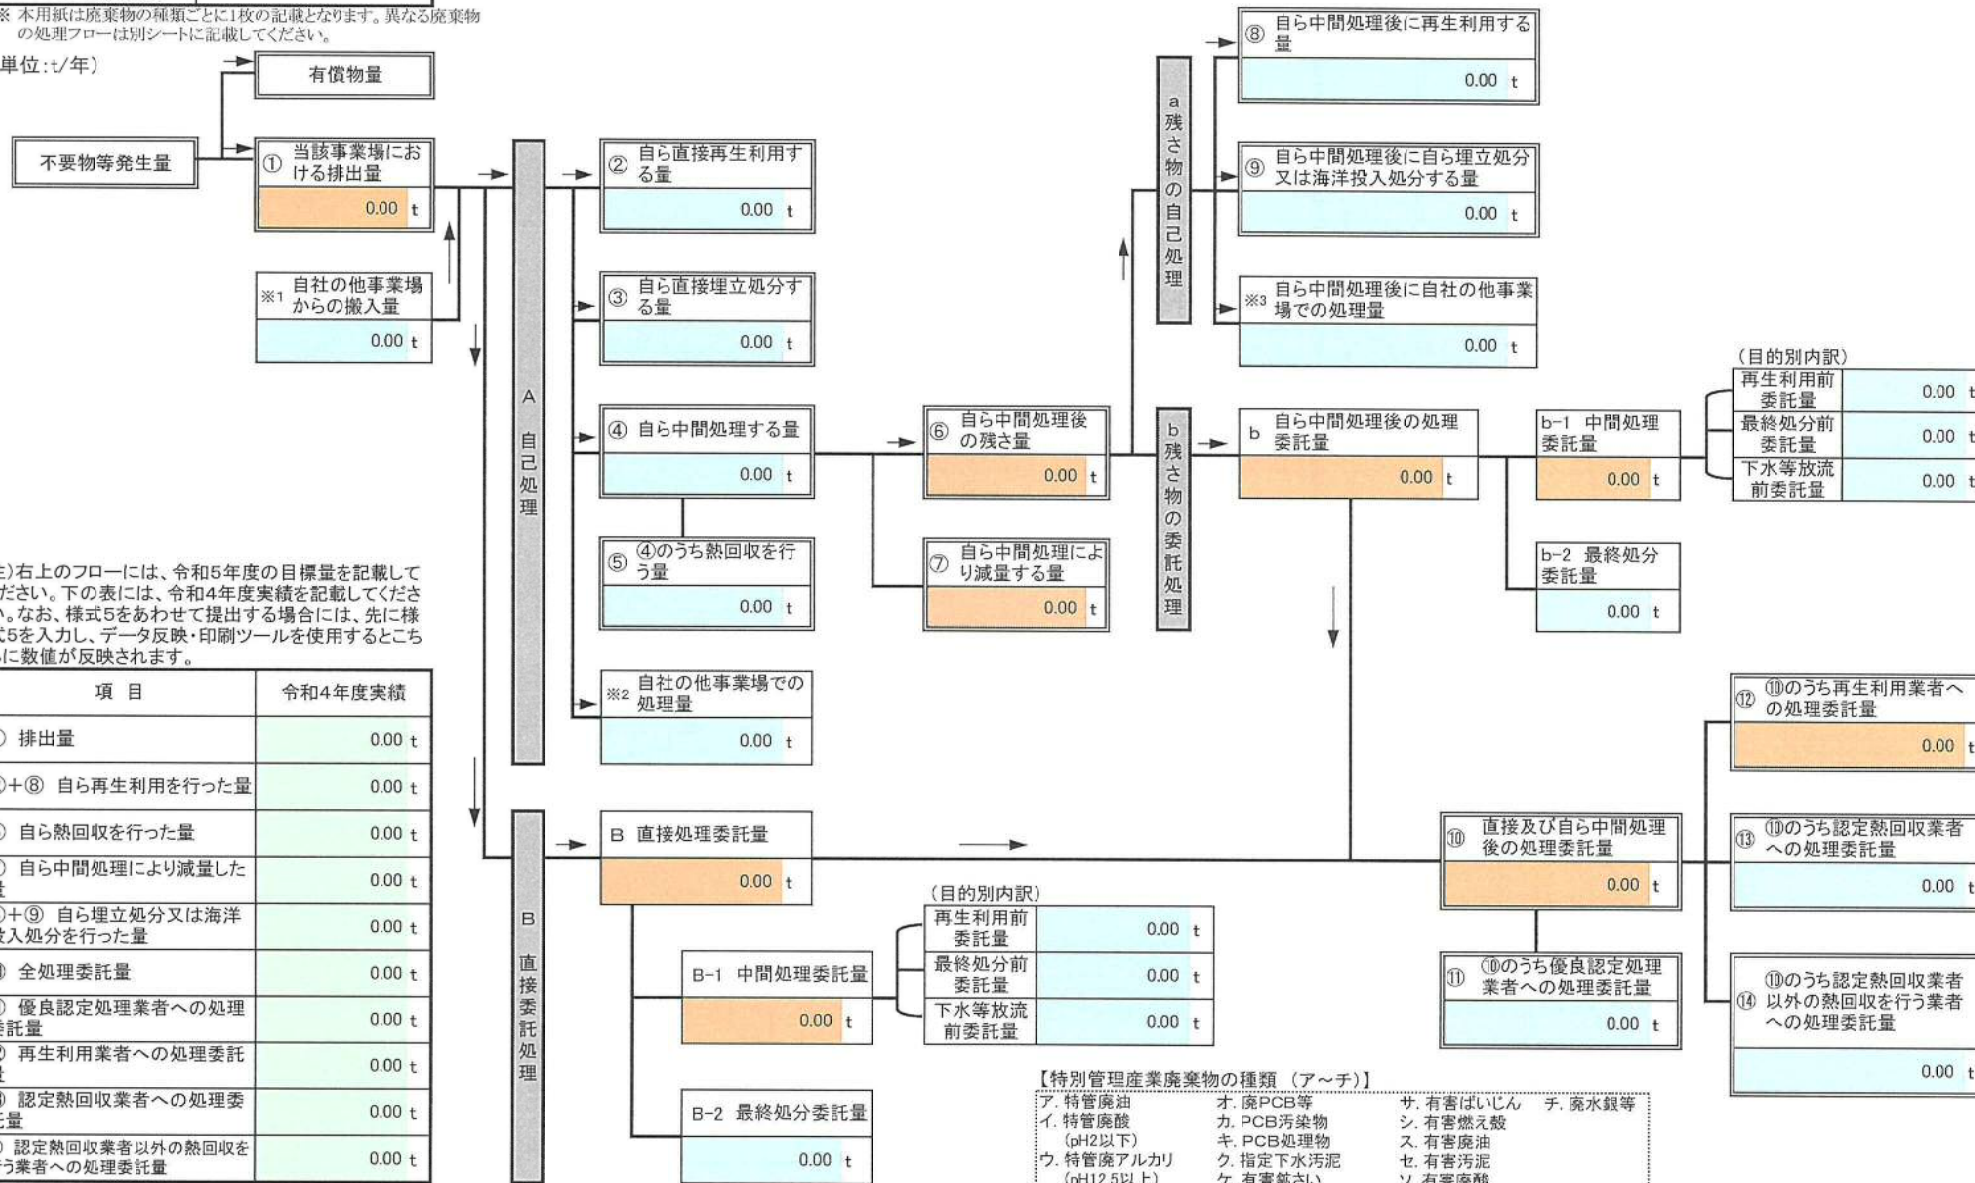 ※ 本用紙は廃棄物の種類ごとに1枚の記載となります。異なる廃棄物
の処理フローは別シートに記載してください。
単位:t/年)
有償物量
不要物等発生量
① 当該事業場にお
ける排出量
0.00 t
※1 自社の他事業場
からの搬入量
0.00 t
A 自己処理
② 自ら直接再生利用す
る量
0.00 t
③ 自ら直接埋立処分す
る量
0.00 t
④ 自ら中間処理する量
0.00 t
⑤ ④のうち熱回収を行
う量
0.00 t
※2 自社の他事業場での
処理量
0.00 t
⑥ 自ら中間処理後
の残さ量
0.00 t
⑦ 自ら中間処理によ
り減量する量
0.00 t
a 残さ物の自己処理
⑧ 自ら中間処理後に再生利用する
量
0.00 t
⑨ 自ら中間処理後に自ら埋立処分
又は海洋投入処分する量
0.00 t
※3 自ら中間処理後に自社の他事業
場での処理量
0.00 t
b 残さ物の委託処理
b 自ら中間処理後の処理
委託量
0.00 t
b-1 中間処理
委託量
0.00 t
(目的別内訳)
再生利用前
委託量
0.00 t
最終処分前
委託量
0.00 t
下水等放流
前委託量
0.00 t
b-2 最終処分
委託量
0.00 t
)右上のフローには、令和5年度の目標量を記載して
ださい。下の表には、令和4年度実績を記載してくださ
。なお、様式5をあわせて提出する場合には、先に様
5を入力し、データ反映・印刷ツールを使用するとこち
に数値が反映されます。
項 目 令和4年度実績
排出量 0.00 t
+⑧ 自ら再生利用を行った量 0.00 t
自ら熱回収を行った量 0.00 t
自ら中間処理により減量した
0.00 t
+⑨ 自ら埋立処分又は海洋
投入処分を行った量 0.00 t
全処理委託量 0.00 t
優良認定処理業者への処理
委託量 0.00 t
再生利用業者への処理委託
0.00 t
認定熱回収業者への処理委
託量 0.00 t
認定熱回収業者以外の熱回収を
行う業者への処理委託量 0.00 t
B 直接委託処理
B 直接処理委託量
0.00 t
B-1 中間処理委託量
0.00 t
(目的別内訳)
再生利用前
委託量
0.00 t
最終処分前
委託量
0.00 t
下水等放流
前委託量
0.00 t
B-2 最終処分委託量
0.00 t
⑩ 直接及び自ら中間処理
後の処理委託量
0.00 t
⑪ ⑩のうち優良認定処理
業者への処理委託量
0.00 t
⑫ ⑩のうち再生利用業者へ
の処理委託量
0.00 t
⑬ ⑩のうち認定熱回収業者
への処理委託量
0.00 t
⑭ ⑩のうち認定熱回収業者
以外の熱回収を行う業者
への処理委託量
0.00 t
【特別管理産業廃棄物の種類 (ア~チ)】
ア. 特管廃油 オ. 廃PCB等 サ. 有害ばいじん チ. 廃水銀等
イ. 特管廃酸 カ. PCB汚染物 シ. 有害燃え殻
(pH2以下) キ. PCB処理物 ス. 有害廃油
ウ. 特管廃アルカリ ク. 指定下水汚泥 セ. 有害汚泥
(pH12.5以上) ケ. 有害鉱さい ソ. 有害廃酸